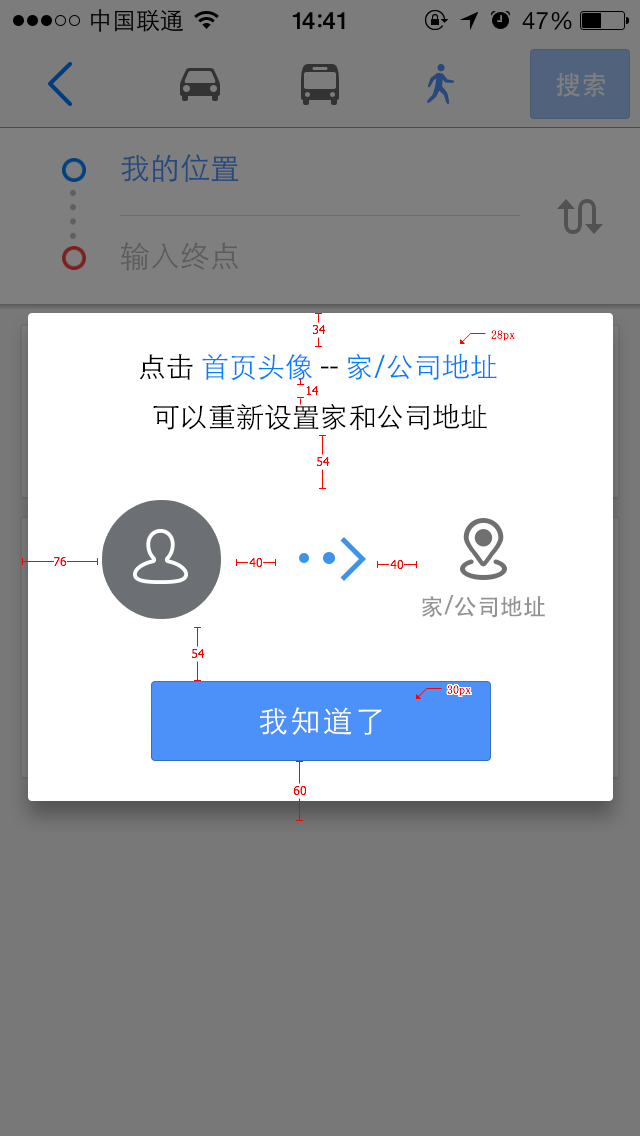 中国联通 14:41 47%
搜索
我的位置
输入终点
34
28px
点击 首页头像 -- 家/公司地址
14
可以重新设置家和公司地址
54
76
40
40
家/公司地址
54
30px
我知道了
60